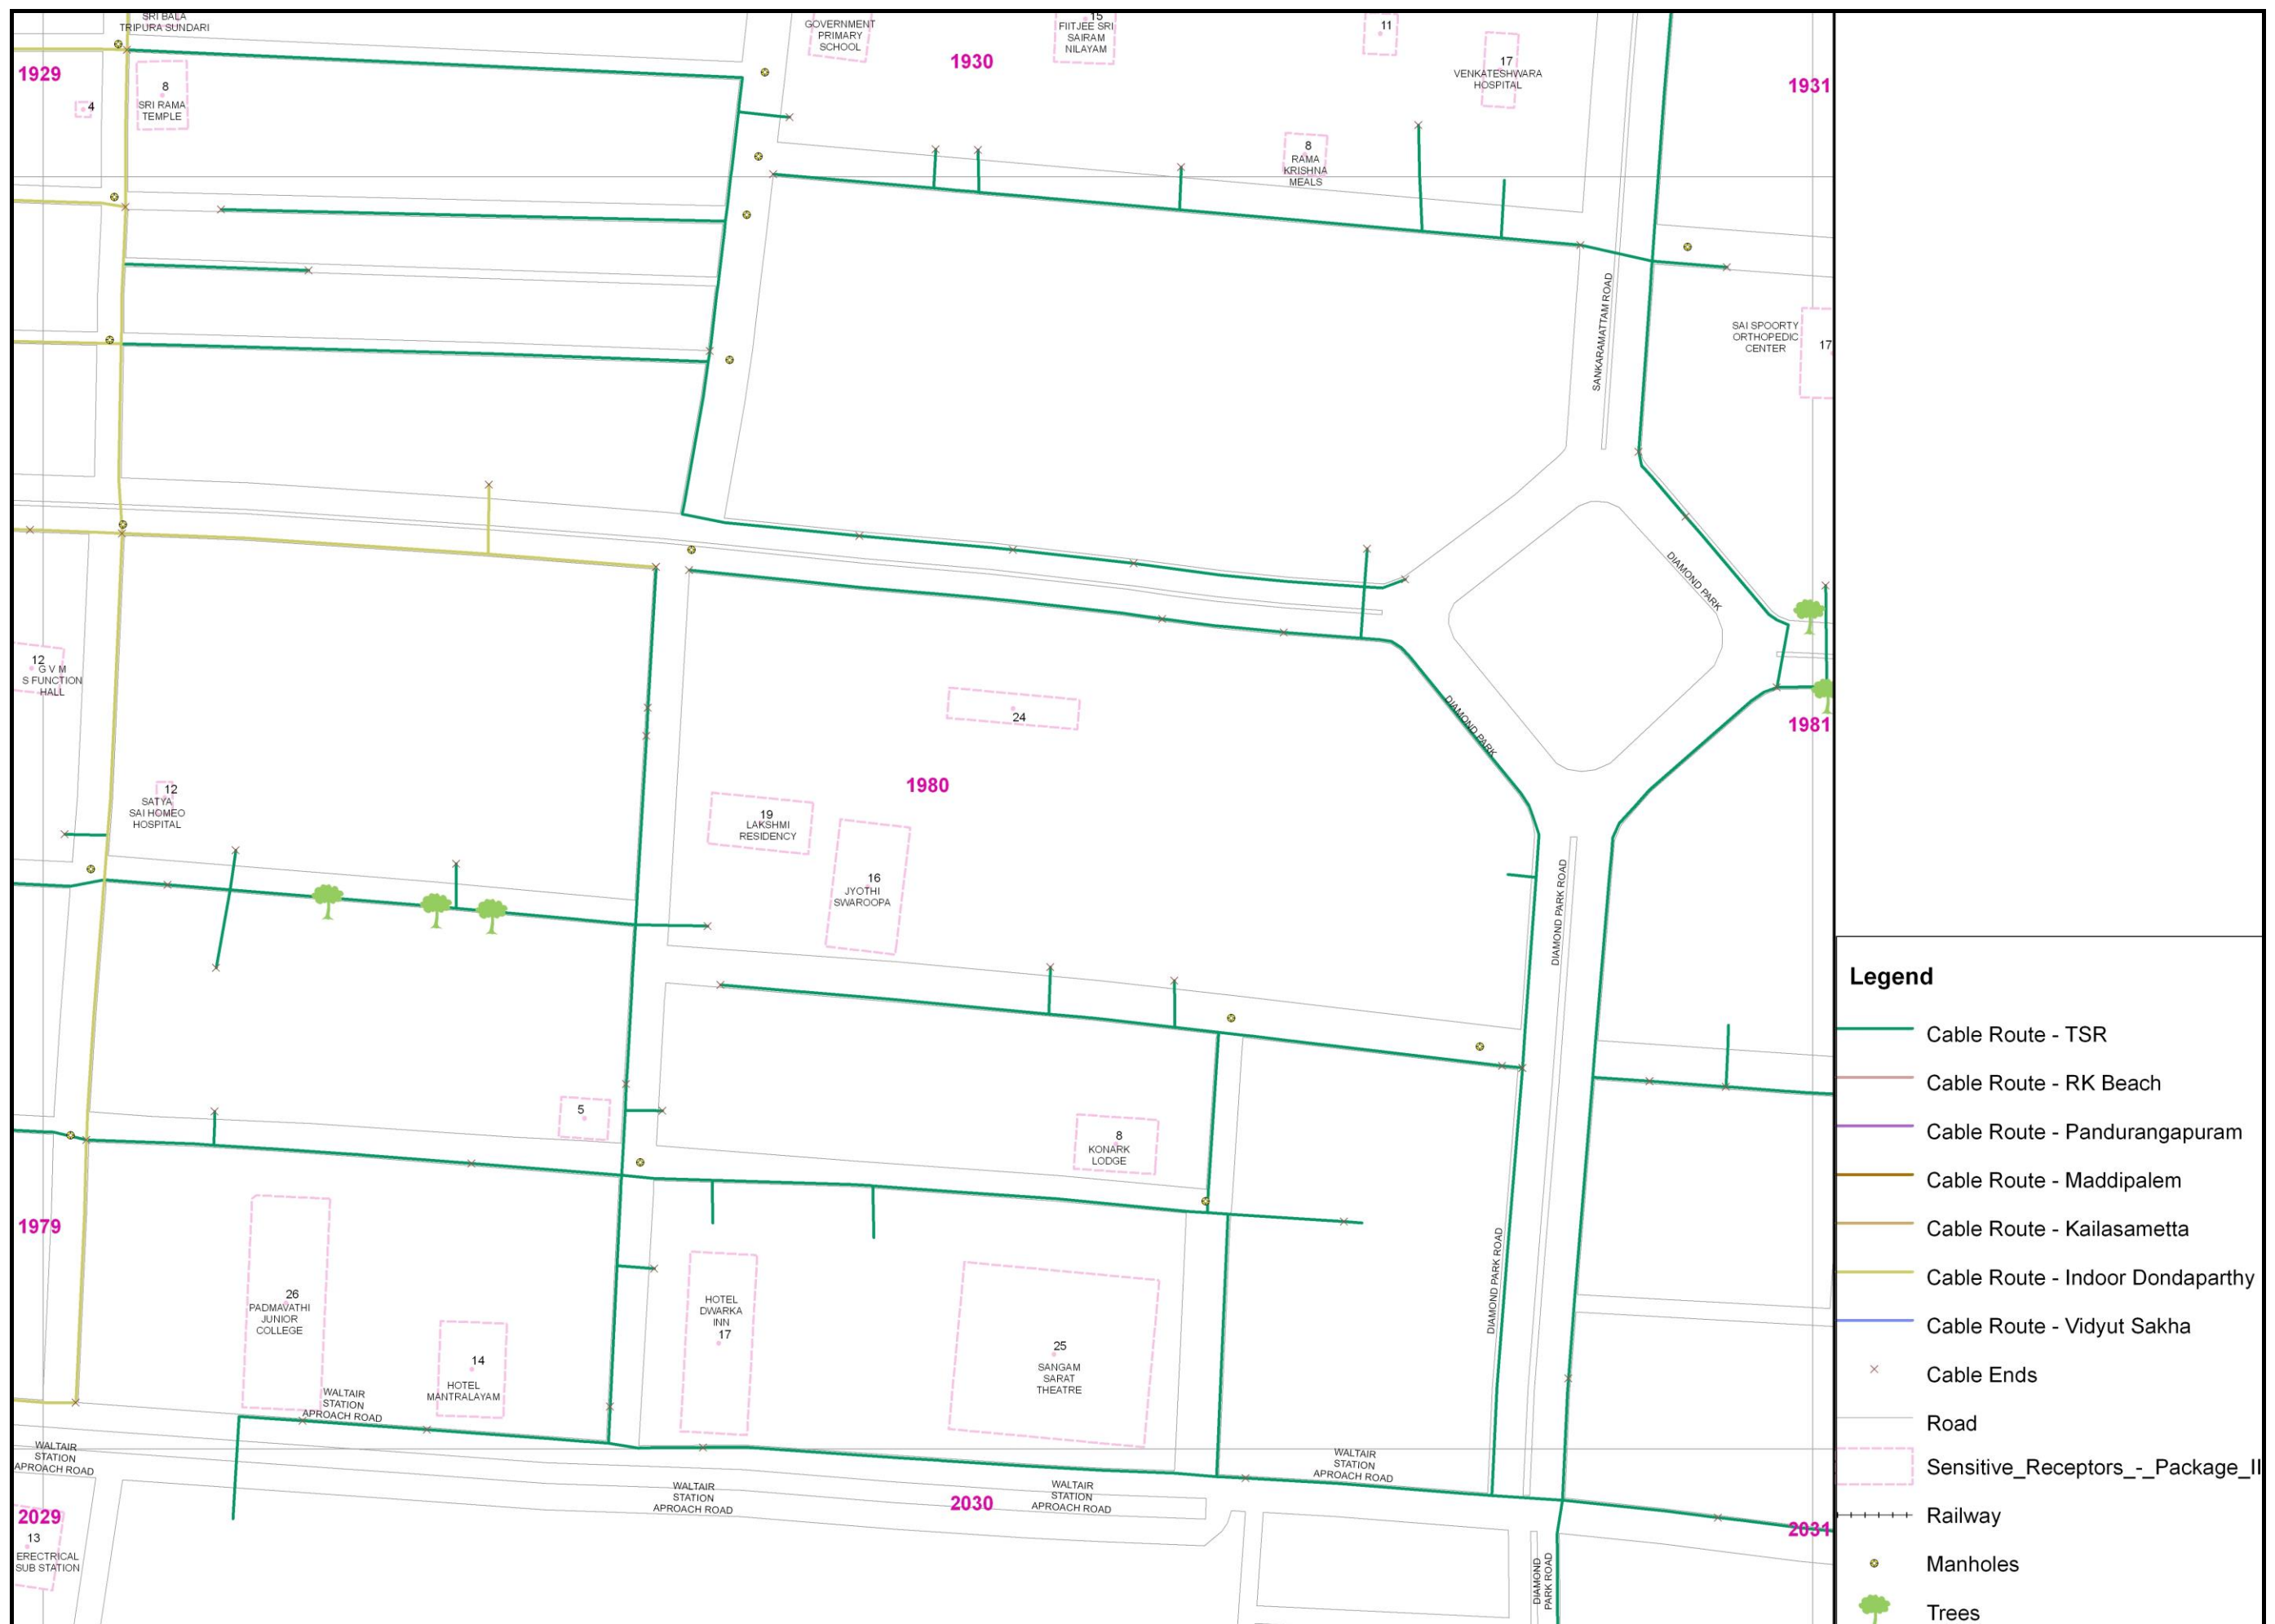 SRI BALA
TRIPURA SUNDARI
GOVERNMENT
PRIMARY
SCHOOL
15
FIITJEE SRI
SAIRAM
NILAYAM
11
1929
1930
1931
17
VENKATESHWARA
HOSPITAL
4
8
SRI RAMA
TEMPLE
8
RAMA
KRISHNA
MEALS
SANKARAMATTAM ROAD
SAI SPOORTY
ORTHOPEDIC
CENTER
17
DIAMOND PARK
12
G V M
S FUNCTION
HALL
24
DIAMOND PARK
1981
1980
12
SATYA
SAI HOMEO
HOSPITAL
19
LAKSHMI
RESIDENCY
16
JYOTHI
SWAROOPA
DIAMOND PARK ROAD
5
8
KONARK
LODGE
1979
DIAMOND PARK ROAD
26
PADMAVATHI
JUNIOR
COLLEGE
14
HOTEL
MANTRALAYAM
HOTEL
DWARKA
INN
17
25
SANGAM
SARAT
THEATRE
WALTAIR
STATION
APROACH ROAD
WALTAIR
STATION
APROACH ROAD
WALTAIR
STATION
APROACH ROAD
WALTAIR
STATION
APROACH ROAD
WALTAIR
STATION
APROACH ROAD
2029
2030
2031
13
ERECTRICAL
SUB STATION
DIAMOND
PARK ROAD
Legend
Cable Route - TSR
Cable Route - RK Beach
Cable Route - Pandurangapuram
Cable Route - Maddipalem
Cable Route - Kailasametta
Cable Route - Indoor Dondaparthy
Cable Route - Vidyut Sakha
Cable Ends
Road
Sensitive_Receptors_-_Package_II
Railway
Manholes
Trees